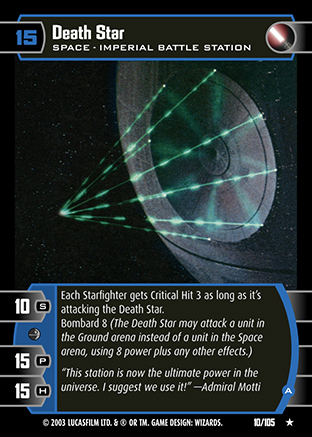 15
Death Star
SPACE - IMPERIAL BATTLE STATION
10 S
15 P
15 H
Each Starfighter gets Critical Hit 3 as long as it's
attacking the Death Star.
Bombard 8 (The Death Star may attack a unit in
the Ground arena instead of a unit in the Space
arena, using 8 power plus any other effects.)
"This station is now the ultimate power in the
universe. I suggest we use it!" —Admiral Motti
A
© 2003 LUCASFILM LTD. & ® OR TM. GAME DESIGN: WIZARDS.
10/105